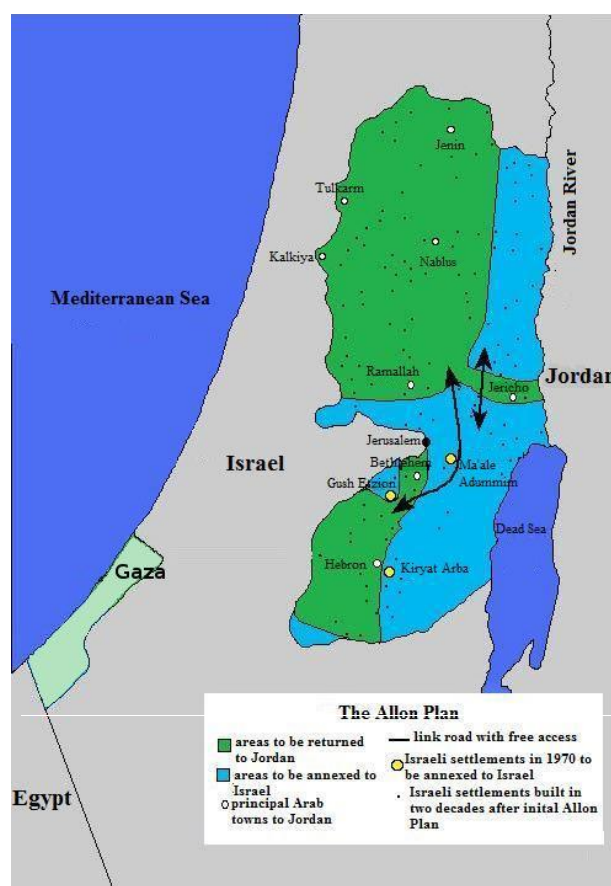 Jenin
Tulkarm
Jordan River
Kalkiya
Nablus
Mediterranean Sea
Ramallah
Jericho
Jordan
Jerusalem
Israel
Bethlehem
Ma'ale
Adummim
Gush Etzion
Dead Sea
Gaza
Hebron
Kiryat Arba
Egypt
The Allon Plan
areas to be returned
to Jordan
areas to be annexed to
Israel
principal Arab
towns to Jordan
link road with free access
Israeli settlements in 1970 to
be annexed to Israel
Israeli settlements built in
two decades after inital Allon
Plan